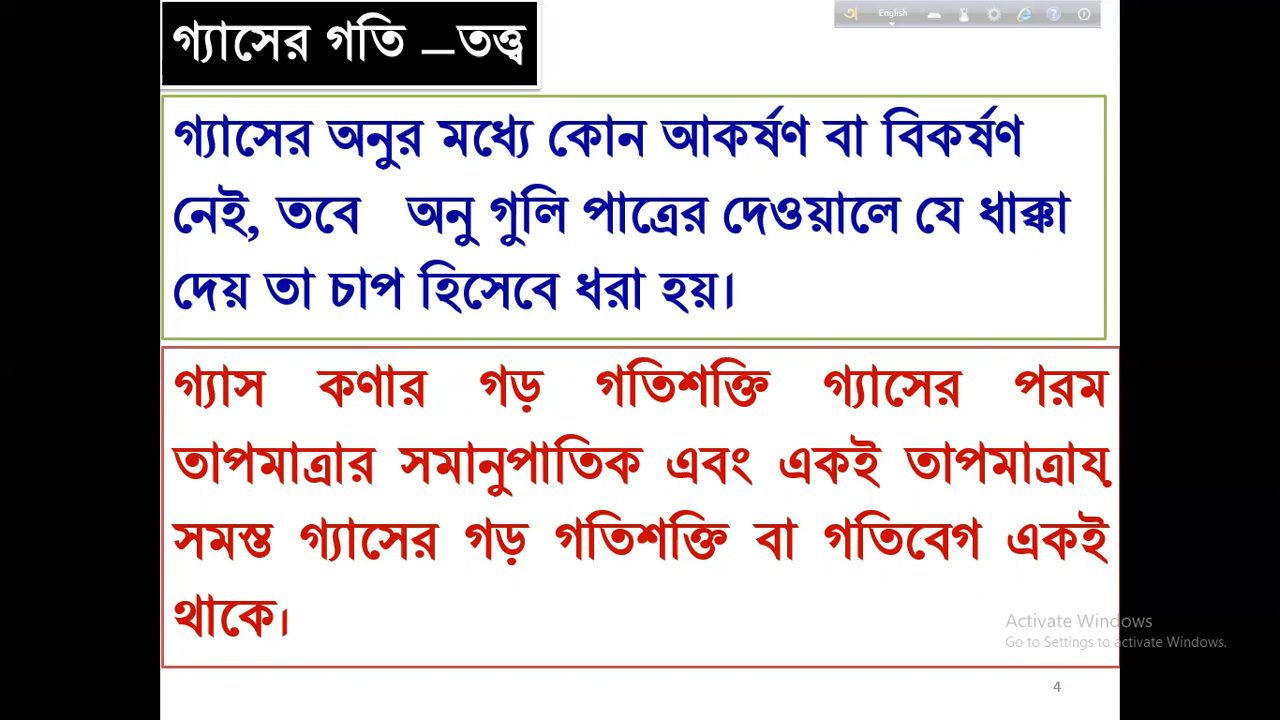 গ্যাসের গতি –তত্ত্ব
English
গ্যাসের অনুর মধ্যে কোন আকর্ষণ বা বিকর্ষণ
নেই, তবে অনু গুলি পাত্রের দেওয়ালে যে ধাক্কা
দেয় তা চাপ হিসেবে ধরা হয়।
গ্যাস কণার গড় গতিশক্তি গ্যাসের পরম
তাপমাত্রার সমানুপাতিক এবং একই তাপমাত্রায়
সমস্ত গ্যাসের গড় গতিশক্তি বা গতিবেগ একই
থাকে।
Activate Windows
Go to Settings to activate Windows.
4